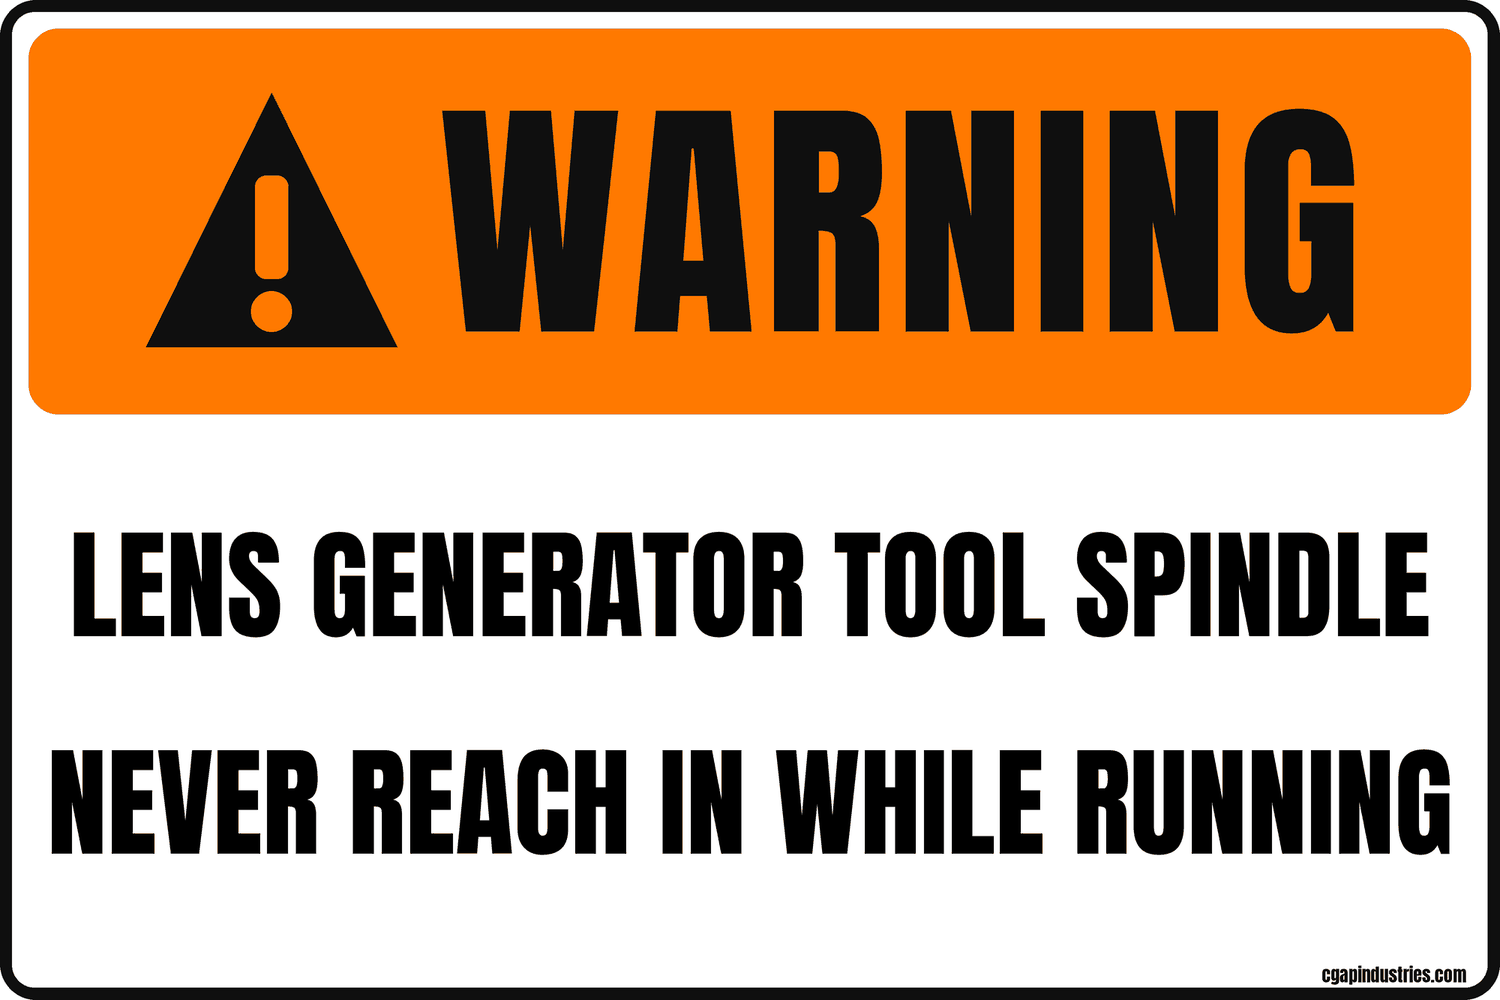 WARNING
LENS GENERATOR TOOL SPINDLE
NEVER REACH IN WHILE RUNNING
cgapindustries.com